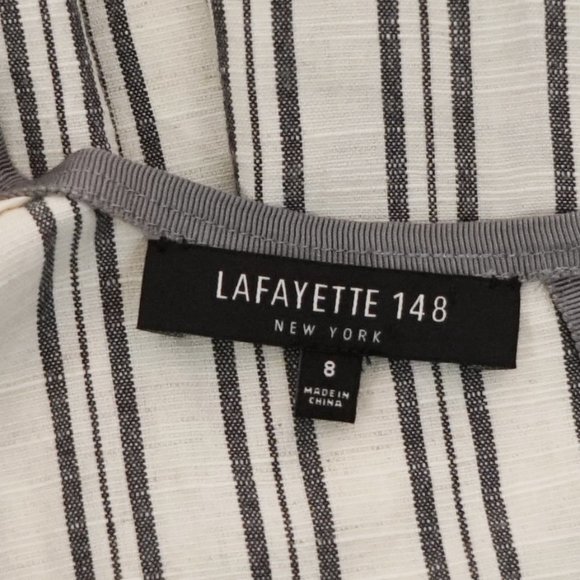 LAFAYETTE 148
NEW YORK
8
MADE IN
CHINA